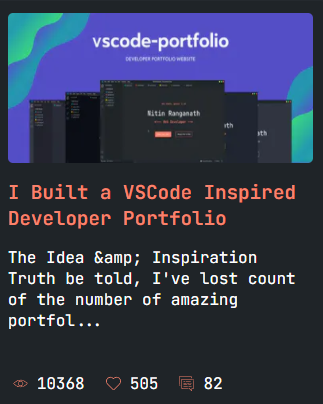 vscode-portfolio
DEVELOPER PORTFOLIO WEBSITE
Nitin Ranganath
I Built a VSCode Inspired
Developer Portfolio
The Idea &amp; Inspiration
Truth be told, I've lost count
of the number of amazing
portfol...
10368 505 82